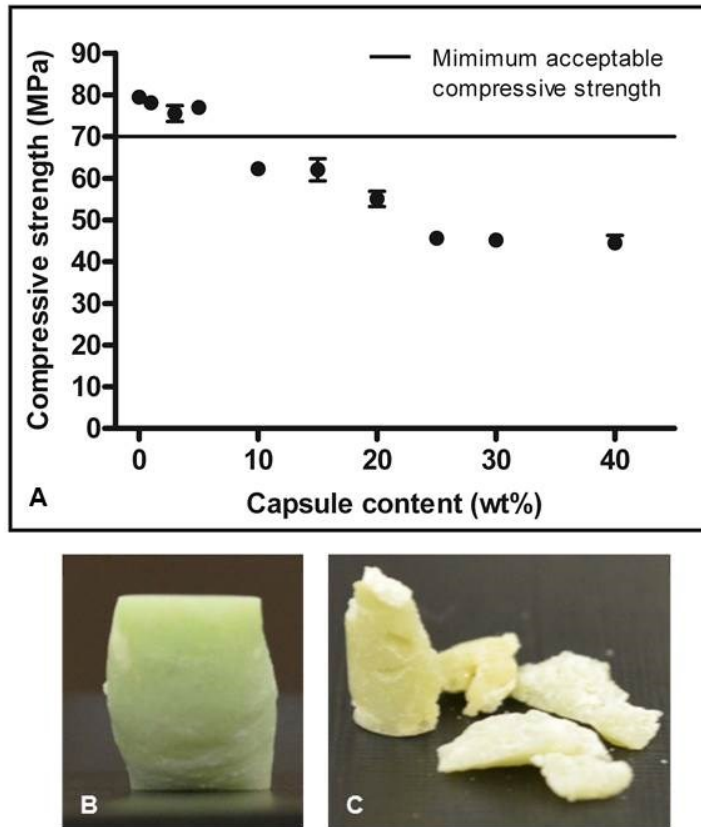 90
80
70
60
50
40
30
20
10
0
Compressive strength (MPa)
Mimimum acceptable
compressive strength
0 10 20 30 40
Capsule content (wt%)
A
B
C